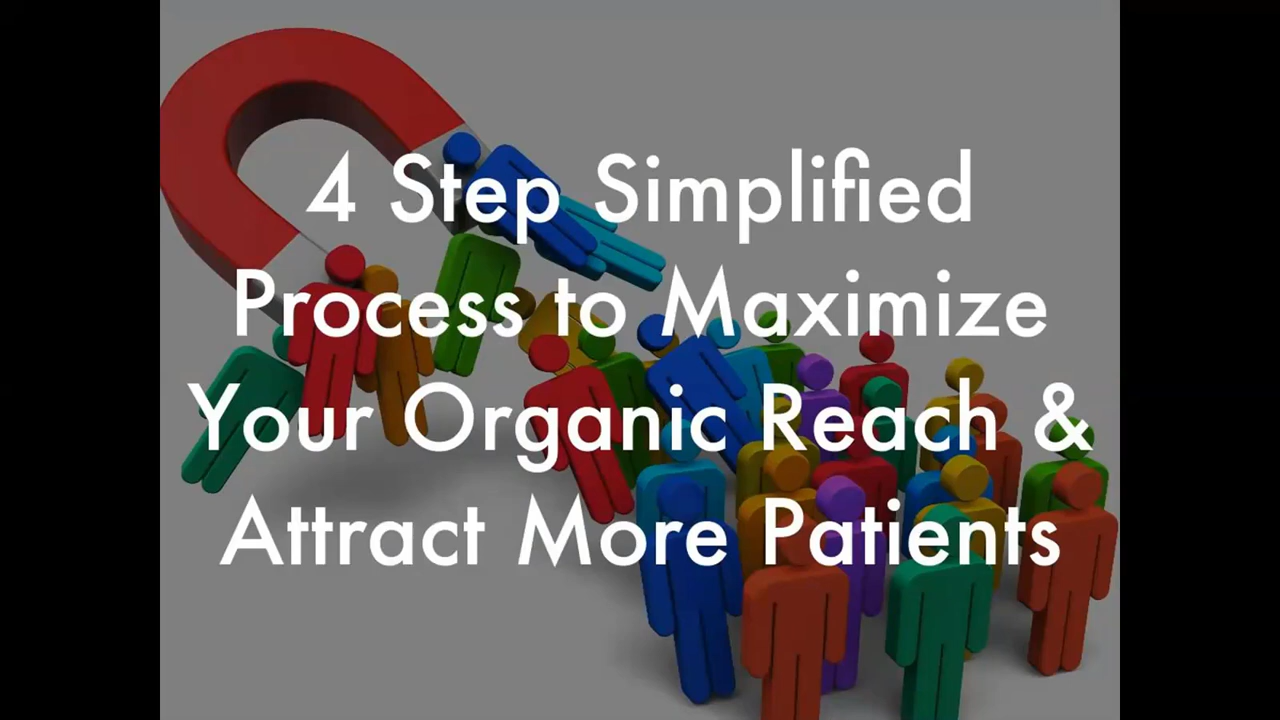 4 Step Simplified
Process to Maximize
Your Organic Reach &
Attract More Patients